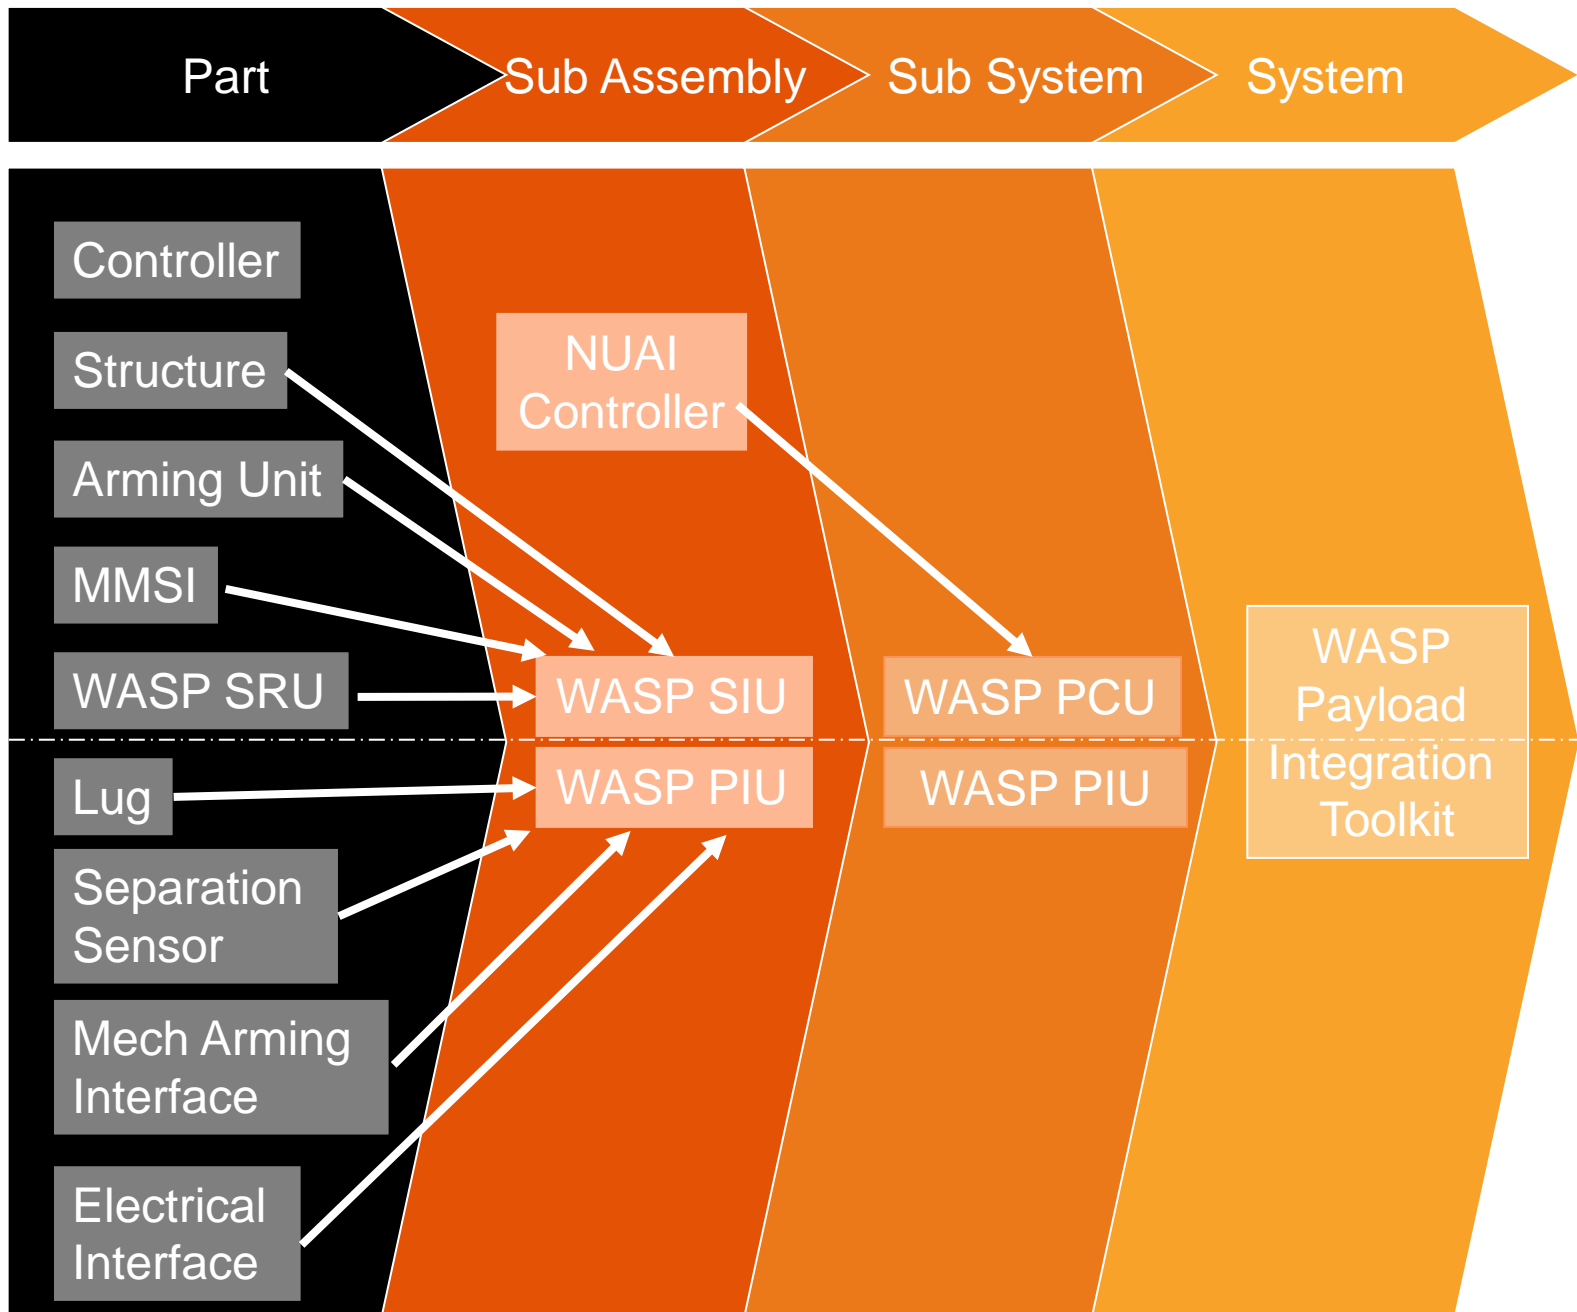 Part
Sub Assembly
Sub System
System
Controller
Structure
Arming Unit
MMSI
WASP SRU
Lug
Separation
Sensor
Mech Arming
Interface
Electrical
Interface
NUAI
Controller
WASP SIU
WASP PIU
WASP PCU
WASP PIU
WASP
Payload
Integration
Toolkit